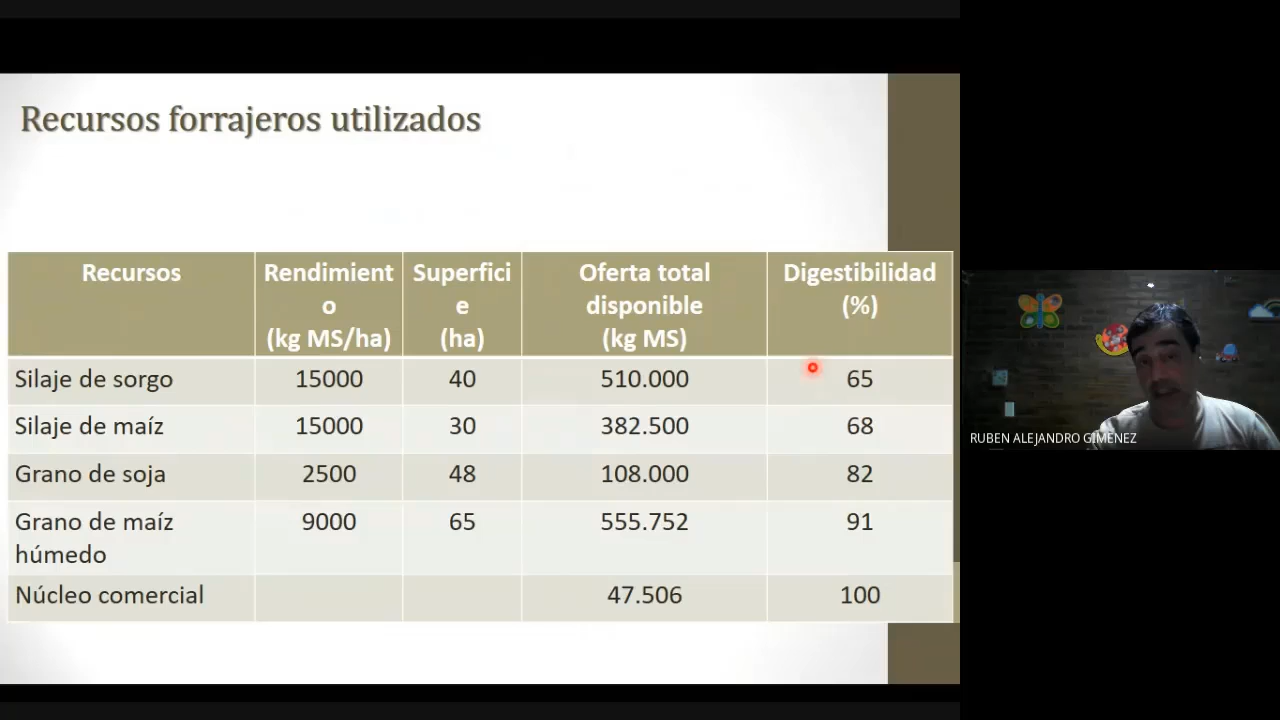 Recursos forrajeros utilizados
Recursos
Rendimient
o
(kg MS/ha)
Superfici
e
(ha)
Oferta total
disponible
(kg MS)
Digestibilidad
(%)
Silaje de sorgo
15000
40
510.000
65
Silaje de maíz
15000
30
382.500
68
Grano de soja
2500
48
108.000
82
Grano de maíz
húmedo
9000
65
555.752
91
Núcleo comercial
47.506
100
RUBEN ALEJANDRO GIMENEZ